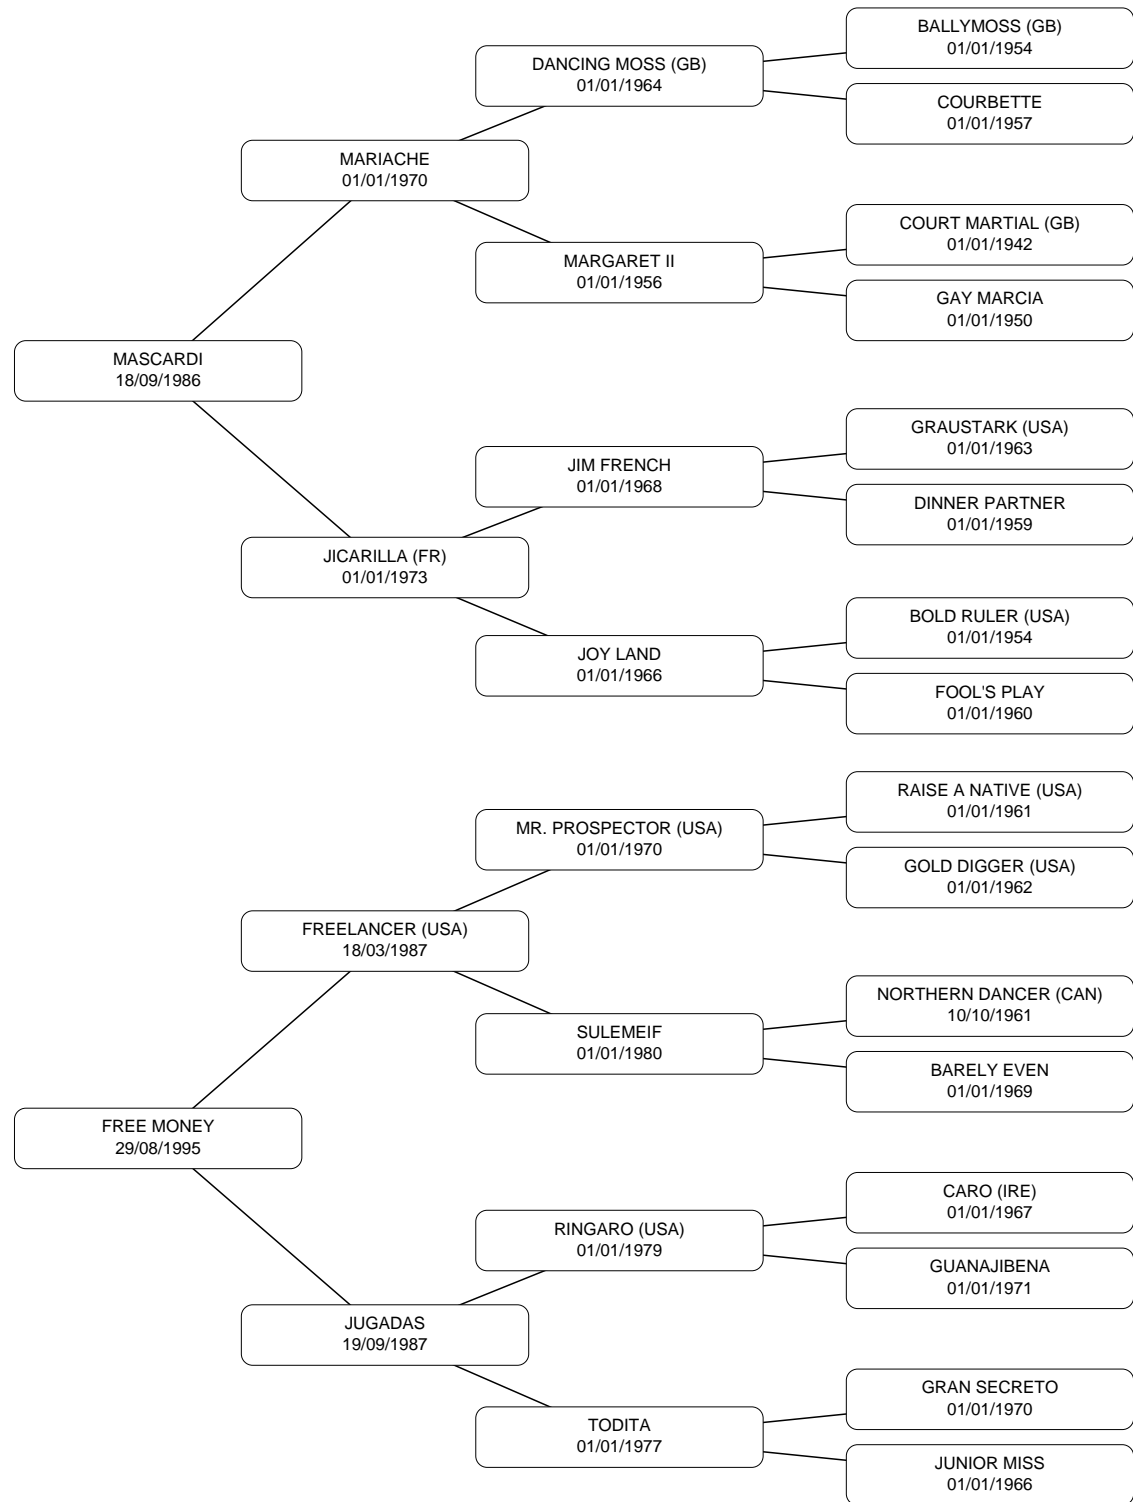 BALLYMOSS (GB)
01/01/1954
DANCING MOSS (GB)
01/01/1964
COURBETTE
01/01/1957
MARIACHE
01/01/1970
COURT MARTIAL (GB)
01/01/1942
MARGARET II
01/01/1956
GAY MARCIA
01/01/1950
MASCARDI
18/09/1986
GRAUSTARK (USA)
01/01/1963
JIM FRENCH
01/01/1968
DINNER PARTNER
01/01/1959
JICARILLA (FR)
01/01/1973
BOLD RULER (USA)
01/01/1954
JOY LAND
01/01/1966
FOOL'S PLAY
01/01/1960
RAISE A NATIVE (USA)
01/01/1961
MR. PROSPECTOR (USA)
01/01/1970
GOLD DIGGER (USA)
01/01/1962
FREELANCER (USA)
18/03/1987
NORTHERN DANCER (CAN)
10/10/1961
SULEMEIF
01/01/1980
BARELY EVEN
01/01/1969
FREE MONEY
29/08/1995
CARO (IRE)
01/01/1967
RINGARO (USA)
01/01/1979
GUANAJIBENA
01/01/1971
JUGADAS
19/09/1987
GRAN SECRETO
01/01/1970
TODITA
01/01/1977
JUNIOR MISS
01/01/1966